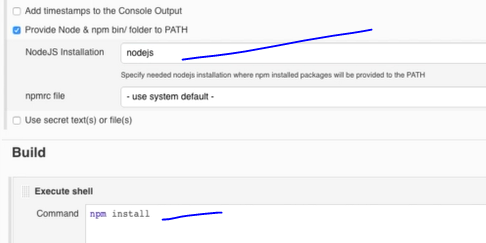 Add timestamps to the Console Output
Provide Node & npm bin/ folder to PATH
NodeJS Installation
nodejs
Specify needed nodejs installation where npm installed packages will be provided to the PATH
npmrc file
- use system default -
Use secret text(s) or file(s)
Build
Execute shell
Command
npm install